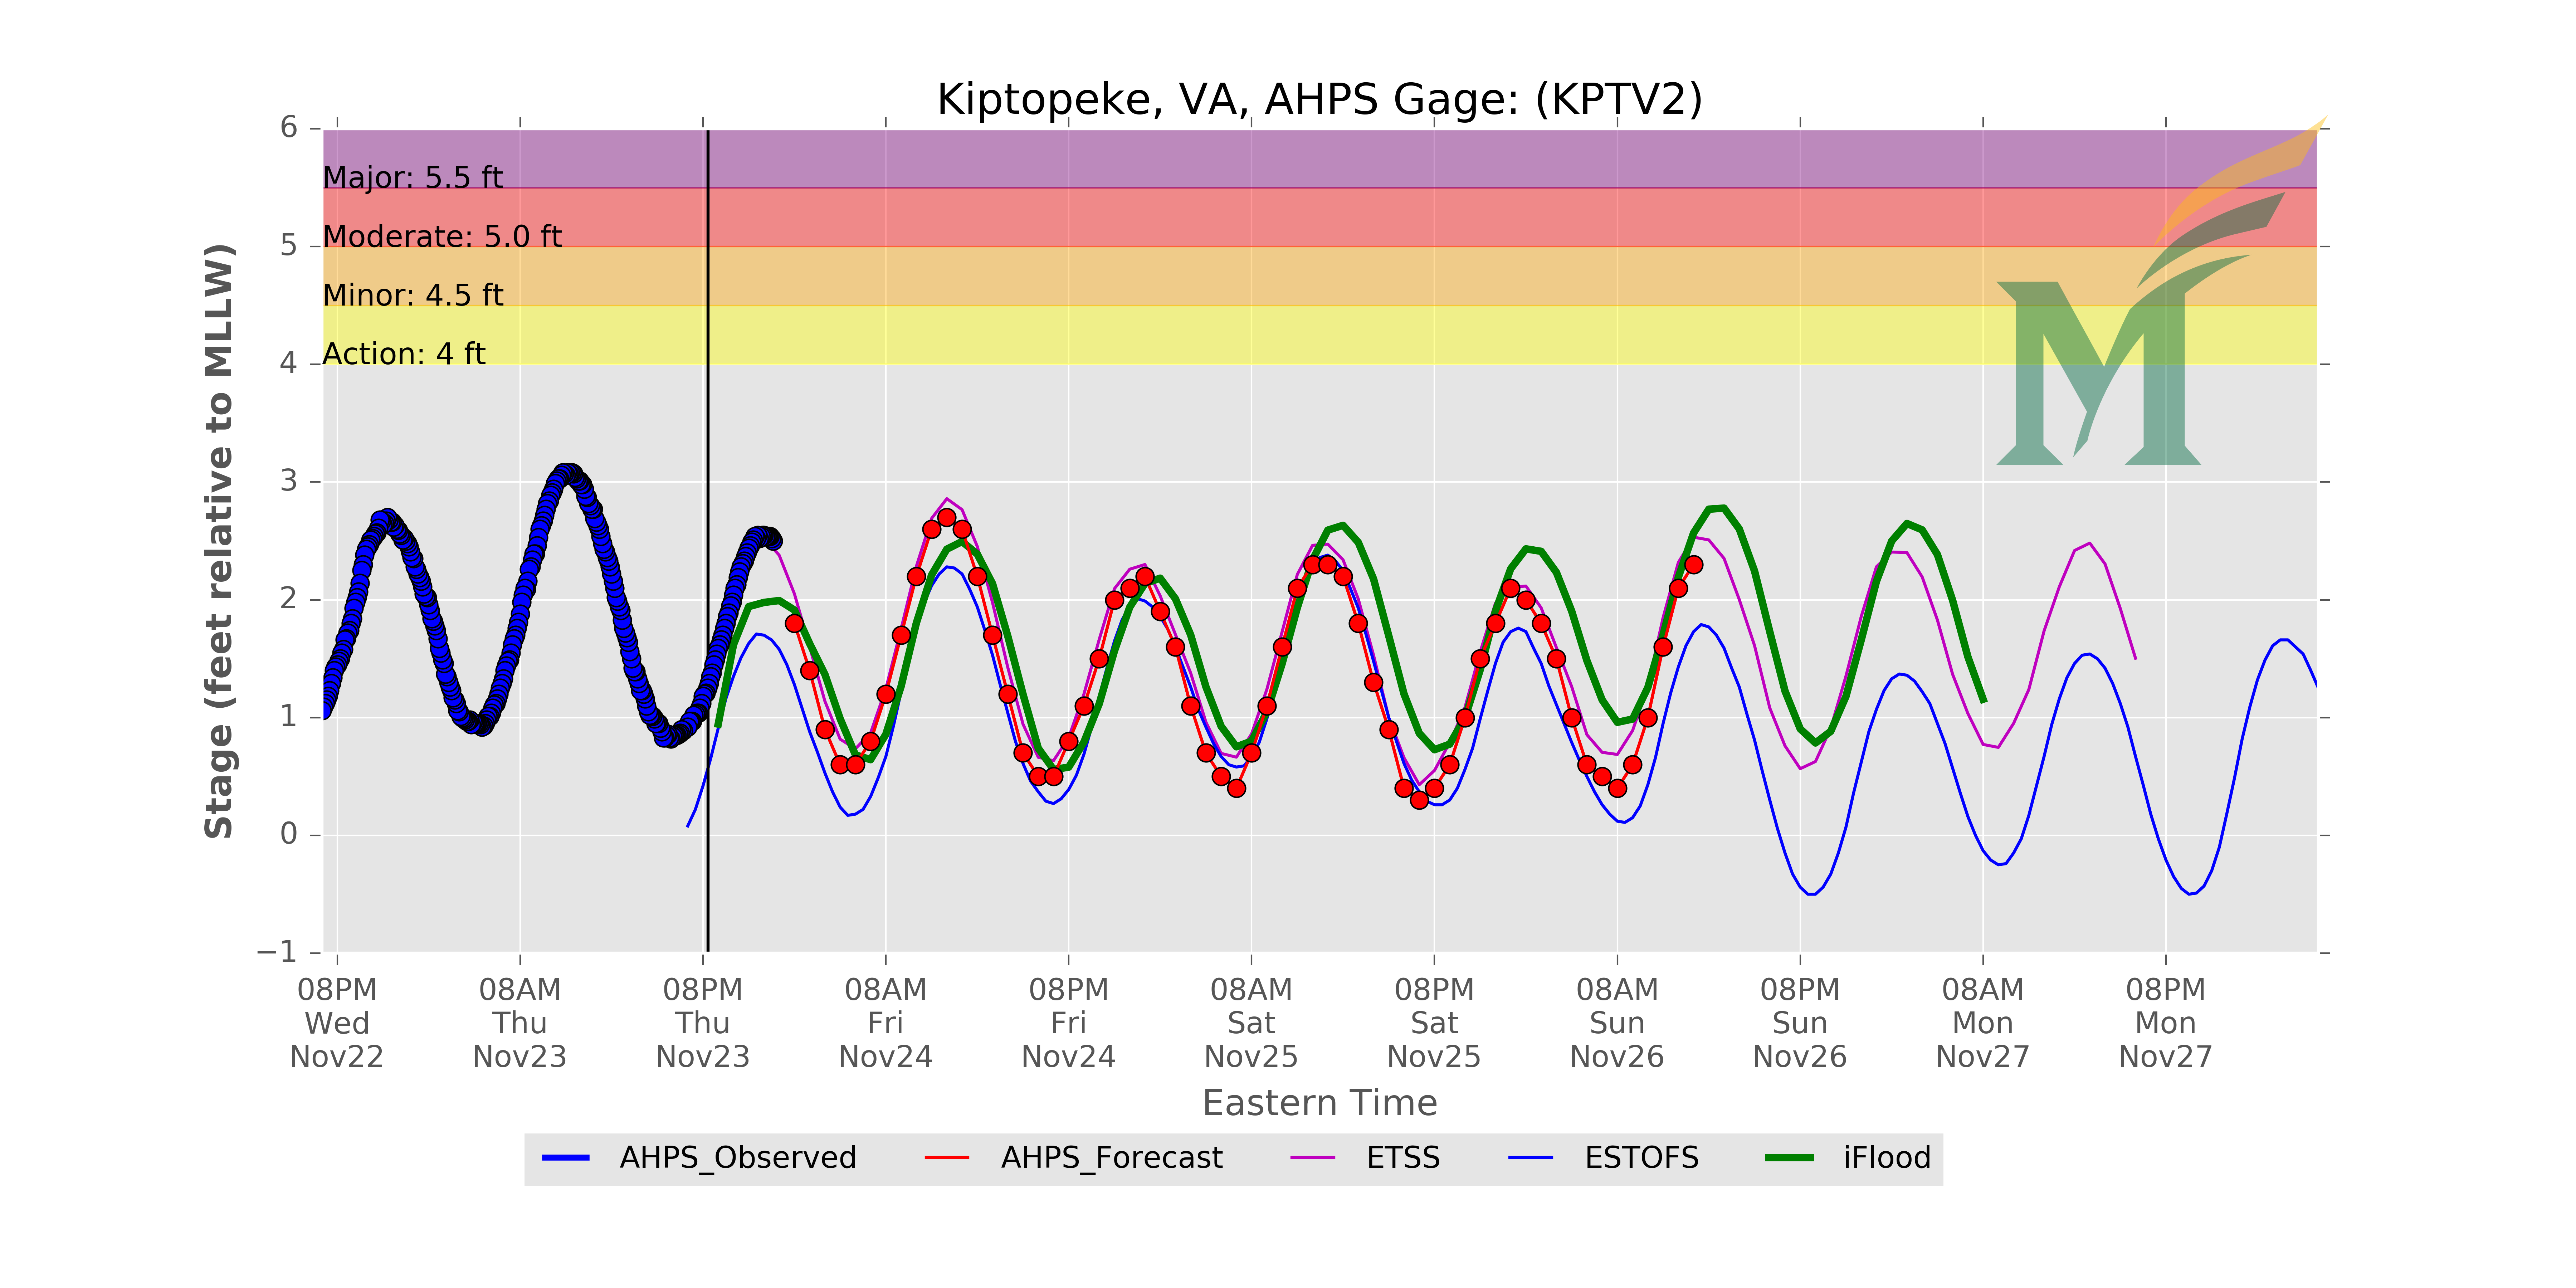 Kiptopeke, VA, AHPS Gage: (KPTV2)
Stage (feet relative to MLLW)
6
5
4
3
2
1
0
−1
Major: 5.5 ft
Moderate: 5.0 ft
Minor: 4.5 ft
Action: 4 ft
M
08PM 08AM 08PM 08AM 08PM 08AM 08PM 08AM 08PM 08AM 08PM
Wed Thu Thu Fri Fri Sat Sat Sun Sun Mon Mon
Nov22 Nov23 Nov23 Nov24 Nov24 Nov25 Nov25 Nov26 Nov26 Nov27 Nov27
Eastern Time
AHPS_Observed AHPS_Forecast ETSS ESTOFS iFlood